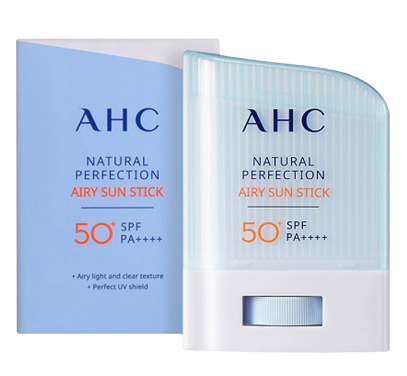 AHC
NATURAL
PERFECTION
AIRY SUN STICK
50+ SPF
PA++++
+ Airy light and clear texture
+ Perfect UV shield
AHC
NATURAL
PERFECTION
AIRY SUN STICK
50+ SPF
PA++++